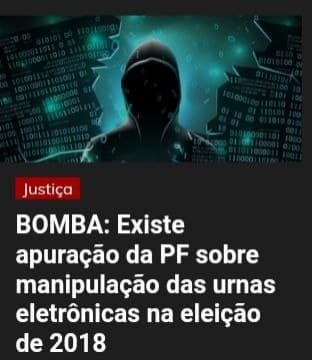 Justiça
BOMBA: Existe
apuração da PF sobre
manipulação das urnas
eletrônicas na eleição
de 2018